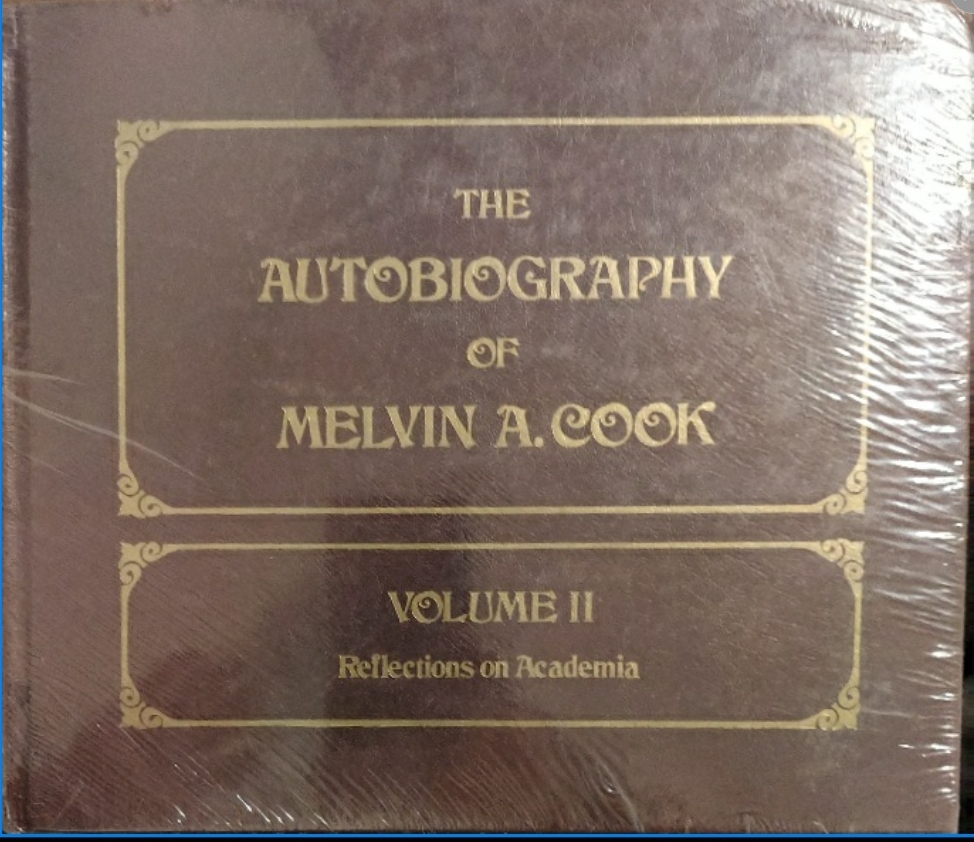 THE
AUTOBIOGRAPHY
OF
MELVIN A. COOK
VOLUME II
Reflections on Academia